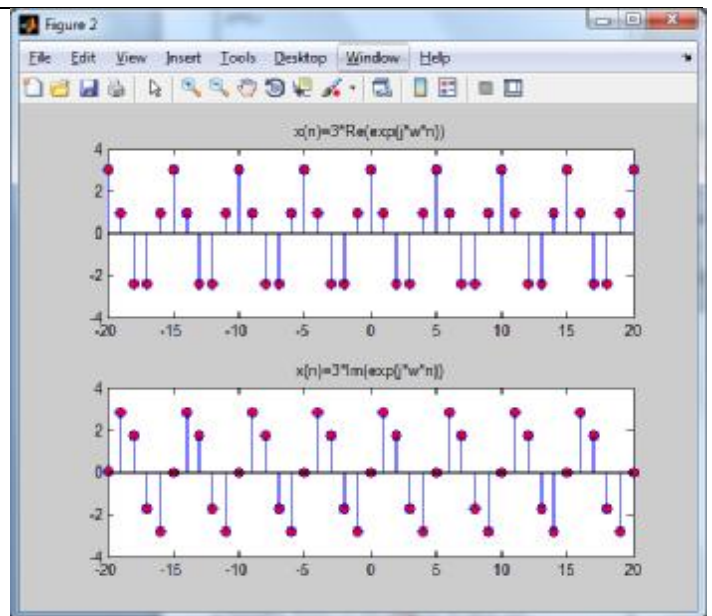 Figure 2
File Edit View Insert Tools Desktop Window Help
x(n)=3*Re(exp(j*w*n))
4
2
0
-2
-4
-20 -15 -10 -5 0 5 10 15 20
x(n)=3*Im(exp(j*w*n))
4
2
0
-2
-4
-20 -15 -10 -5 0 5 10 15 20